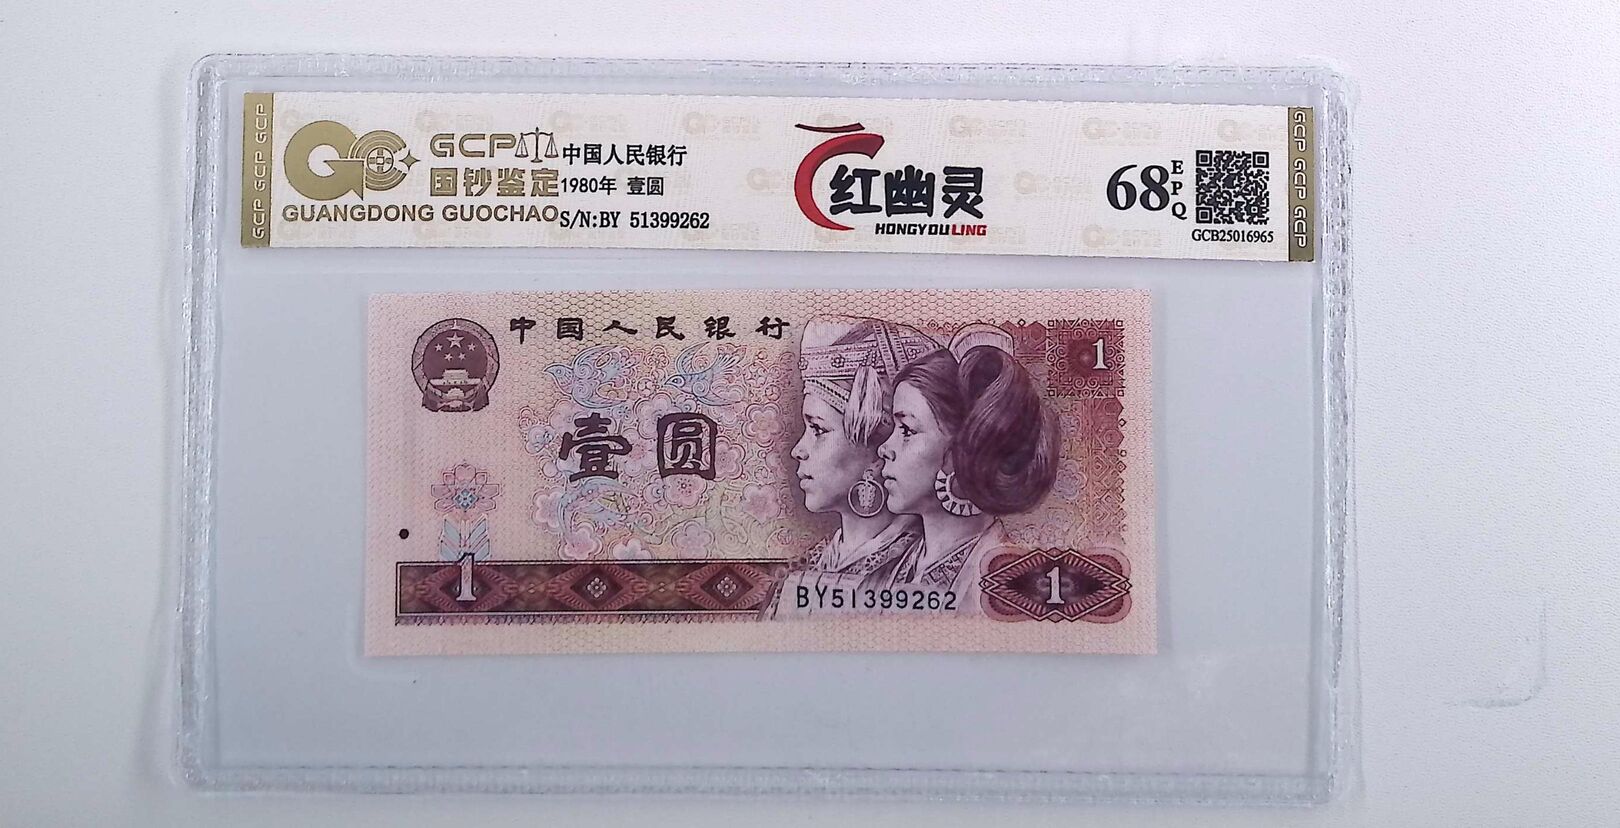 GCP
国钞鉴定
GUANGDONG GUOCHAO
中国人民银行
1980年 壹圆
S/N:BY 51399262
红幽灵
HONGYOULING
68
EPQ
GCB25016965
GCP GCP GCP
GCP GCP GCP
中国人民银行
1
壹圆
1
BY51399262
1